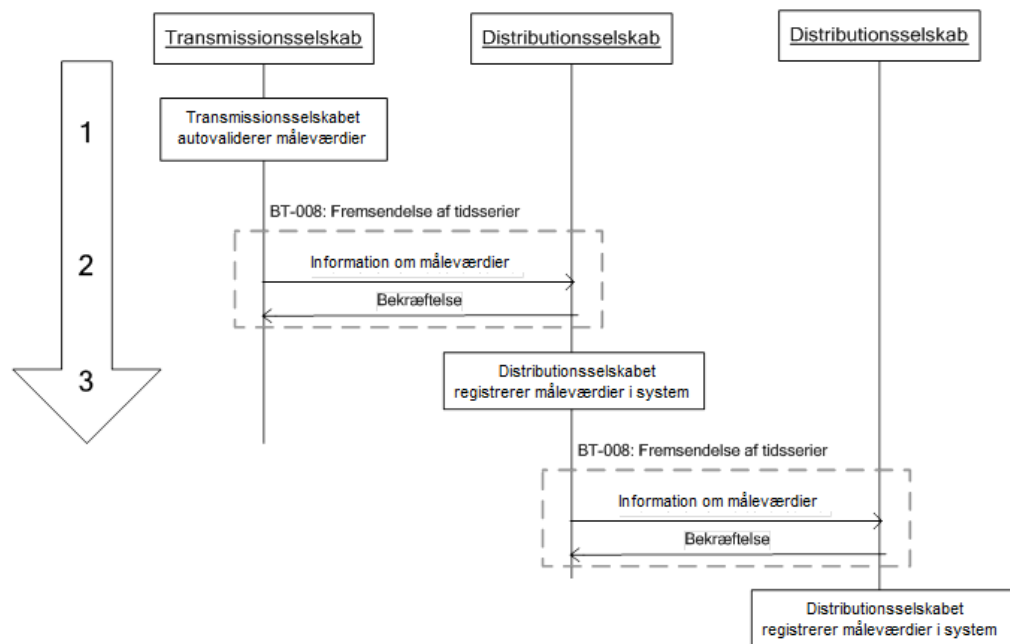 Transmissionsselskab
Distributionsselskab
Distributionsselskab
1
Transmissionsselskabet
autovaliderer måleværdier
BT-008: Fremsendelse af tidsserier
2
Information om måleværdier
Bekræftelse
3
Distributionsselskabet
registrerer måleværdier i system
BT-008: Fremsendelse af tidsserier
Information om måleværdier
Bekræftelse
Distributionsselskabet
registrerer måleværdier i system